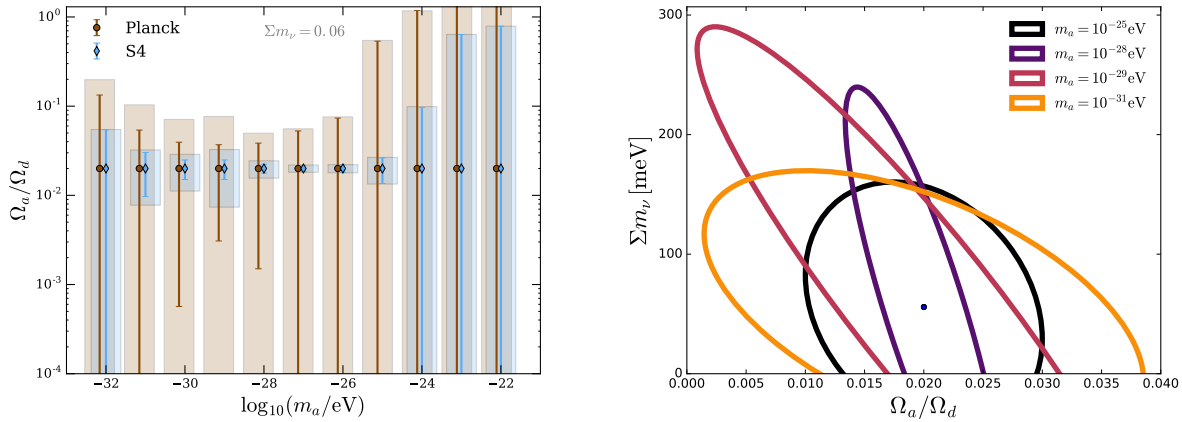 Planck
S4
Σm_ν = 0.06
Ω_a/Ω_d
10^0
10^−1
10^−2
10^−3
10^−4
−32 −30 −28 −26 −24 −22
log_10(m_a/eV)
m_a = 10^−25 eV
m_a = 10^−28 eV
m_a = 10^−29 eV
m_a = 10^−31 eV
Σm_ν [meV]
300
200
100
0
0.000 0.005 0.010 0.015 0.020 0.025 0.030 0.035 0.040
Ω_a/Ω_d